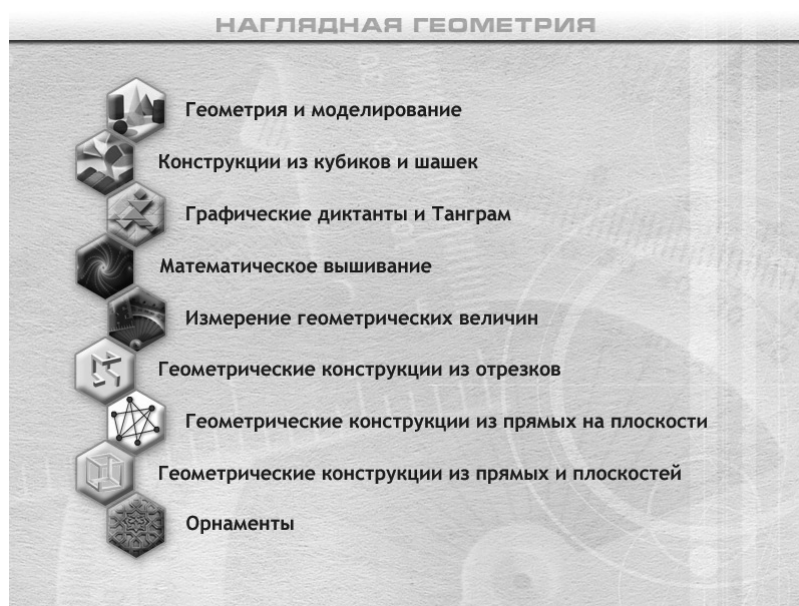 НАГЛЯДНАЯ ГЕОМЕТРИЯ
Геометрия и моделирование
Конструкции из кубиков и шашек
Графические диктанты и Танграм
Математическое вышивание
Измерение геометрических величин
Геометрические конструкции из отрезков
Геометрические конструкции из прямых на плоскости
Геометрические конструкции из прямых и плоскостей
Орнаменты